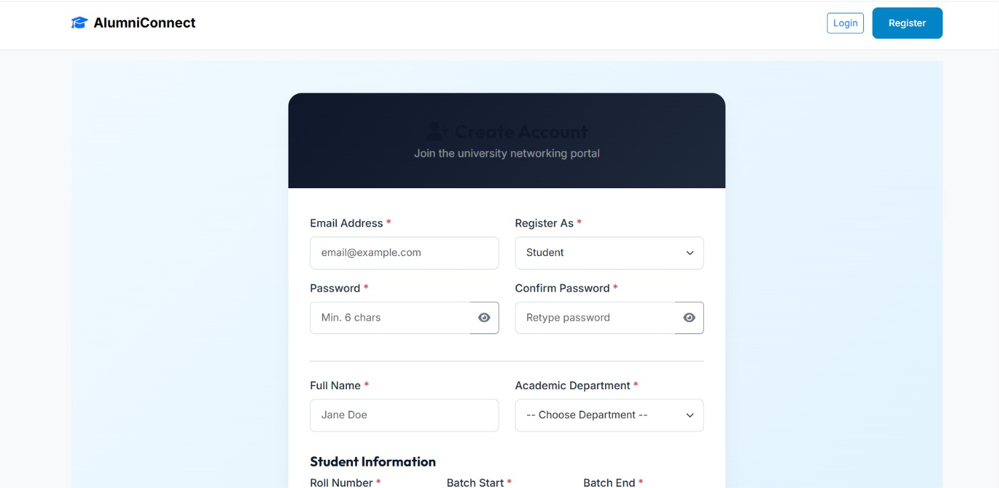 AlumniConnect
Login
Register
Create Account
Join the university networking portal
Email Address *
Register As *
email@example.com
Student
Password *
Confirm Password *
Min. 6 chars
Retype password
Full Name *
Academic Department *
Jane Doe
-- Choose Department --
Student Information
Roll Number *
Batch Start *
Batch End *